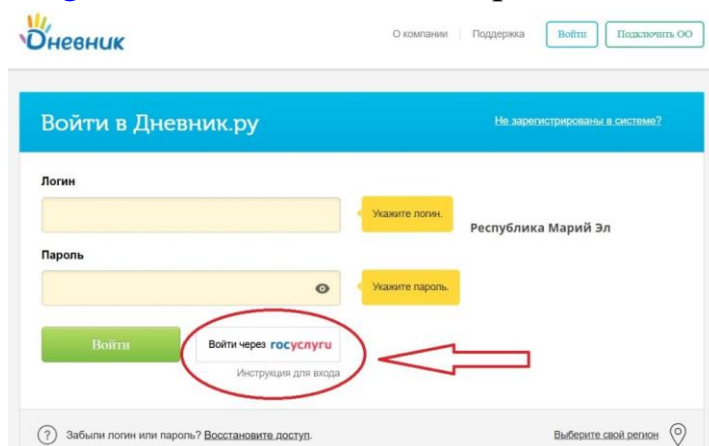 Дневник
О компании
Поддержка
Войти
Подключить ОО
Войти в Дневник.ру
Не зарегистрированы в системе?
Логин
Укажите логин.
Республика Марий Эл
Пароль
Укажите пароль.
Войти
Войти через госуслуги
Инструкция для входа
? Забыли логин или пароль? Восстановите доступ.
Выберите свой регион